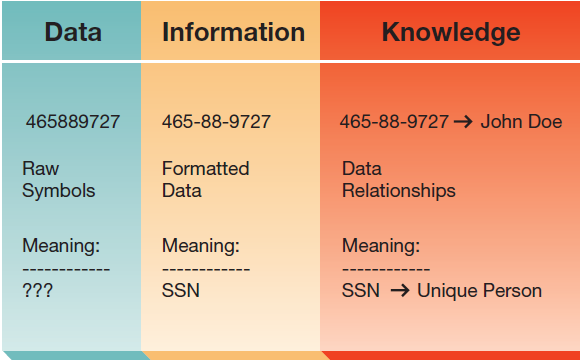 Data
465889727
Raw
Symbols
Meaning:
------------
???
Information
465-88-9727
Formatted
Data
Meaning:
------------
SSN
Knowledge
465-88-9727 → John Doe
Data
Relationships
Meaning:
------------
SSN → Unique Person